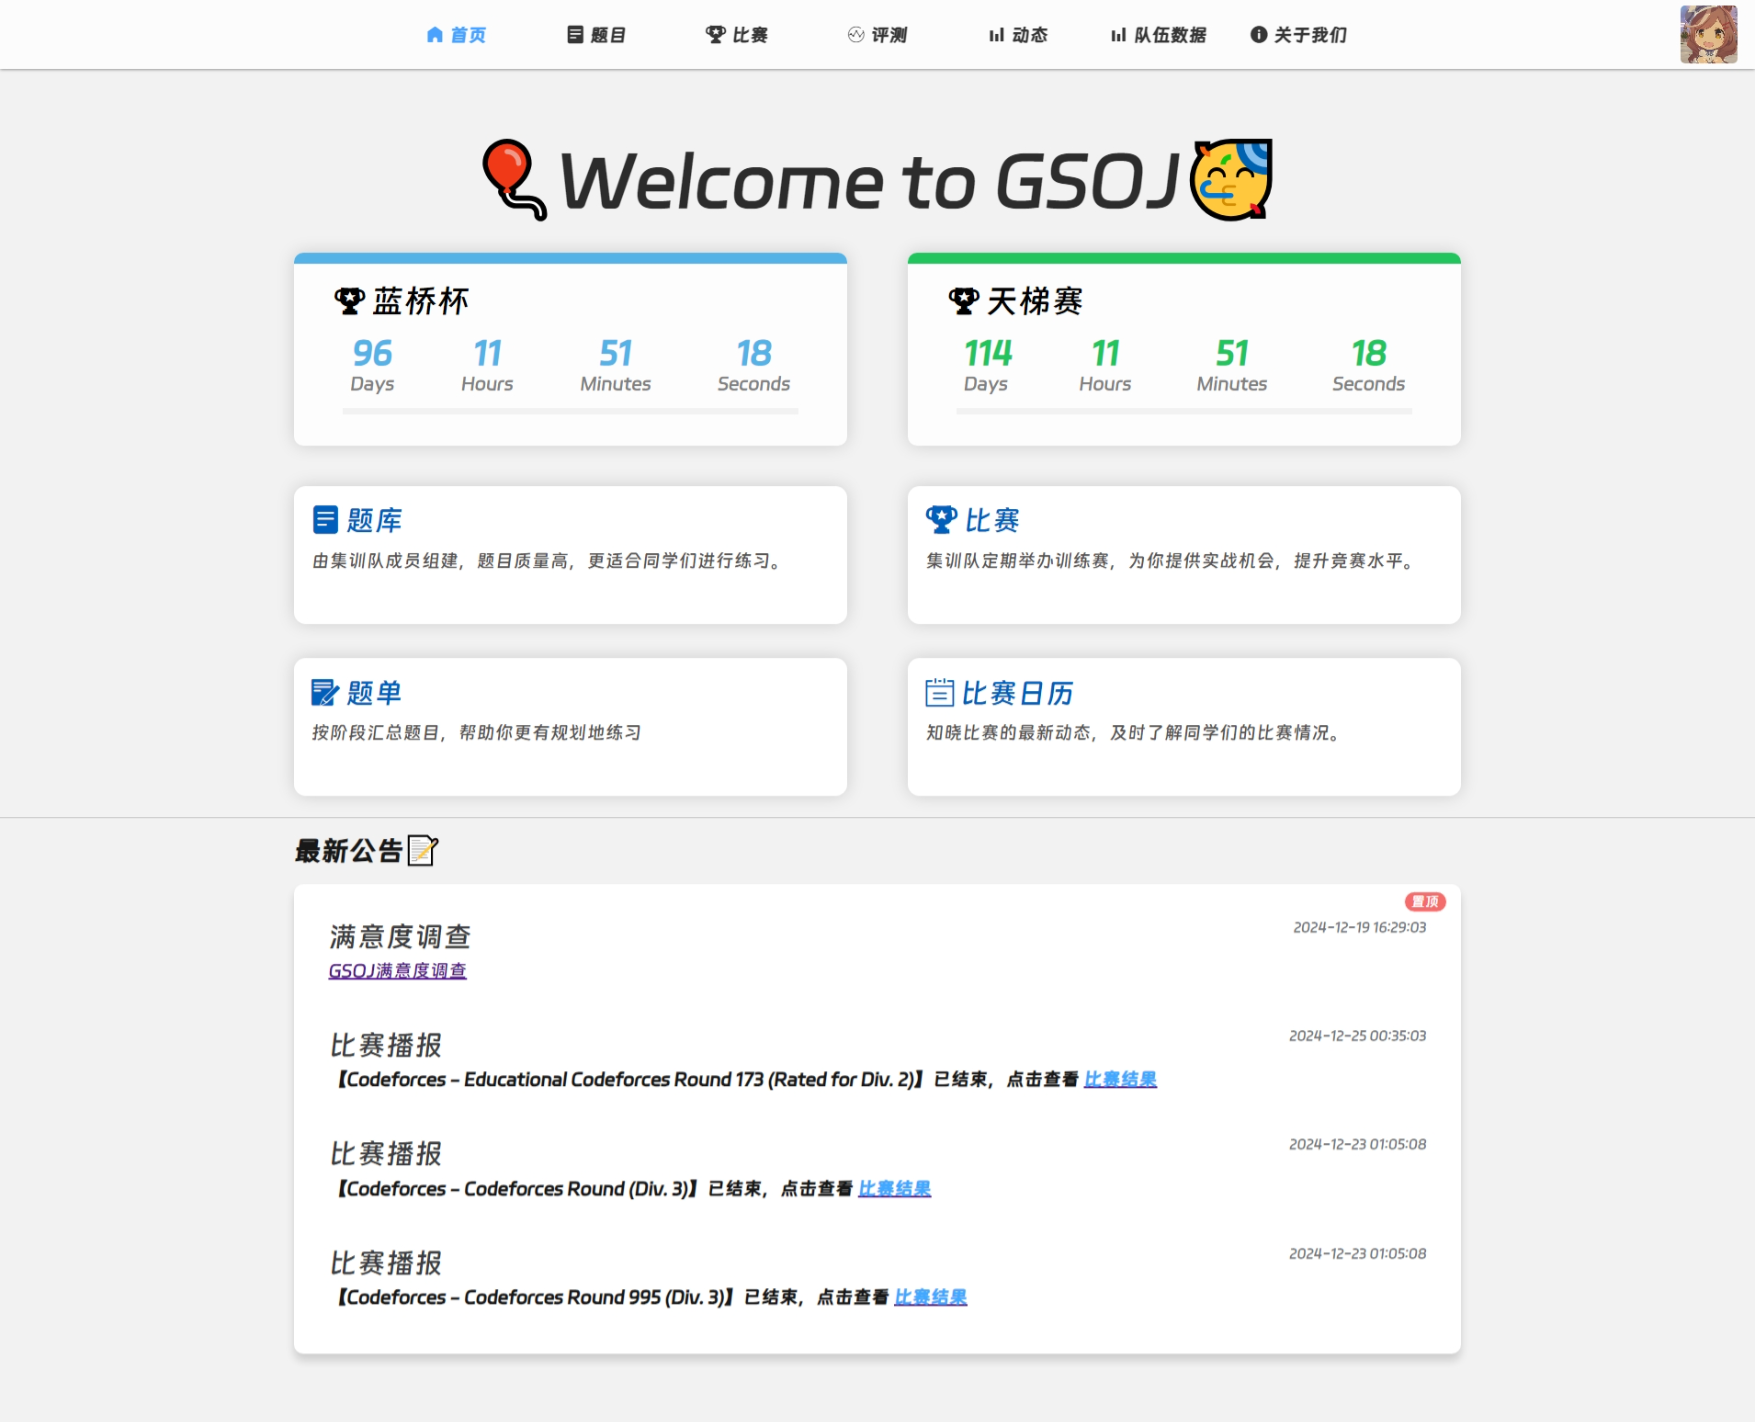 首页 题目 比赛 评测 动态 队伍数据 关于我们
Welcome to GSOJ
蓝桥杯
96 11 51 18
Days Hours Minutes Seconds
天梯赛
114 11 51 18
Days Hours Minutes Seconds
题库
由集训队成员组建，题目质量高，更适合同学们进行练习。
比赛
集训队定期举办训练赛，为你提供实战机会，提升竞赛水平。
题单
按阶段汇总题目，帮助你更有规划地练习
比赛日历
知晓比赛的最新动态，及时了解同学们的比赛情况。
最新公告
置顶
满意度调查 2024-12-19 16:29:03
GSOJ满意度调查
比赛播报 2024-12-25 00:35:03
【Codeforces – Educational Codeforces Round 173 (Rated for Div. 2)】已结束，点击查看 比赛结果
比赛播报 2024-12-23 01:05:08
【Codeforces – Codeforces Round (Div. 3)】已结束，点击查看 比赛结果
比赛播报 2024-12-23 01:05:08
【Codeforces – Codeforces Round 995 (Div. 3)】已结束，点击查看 比赛结果